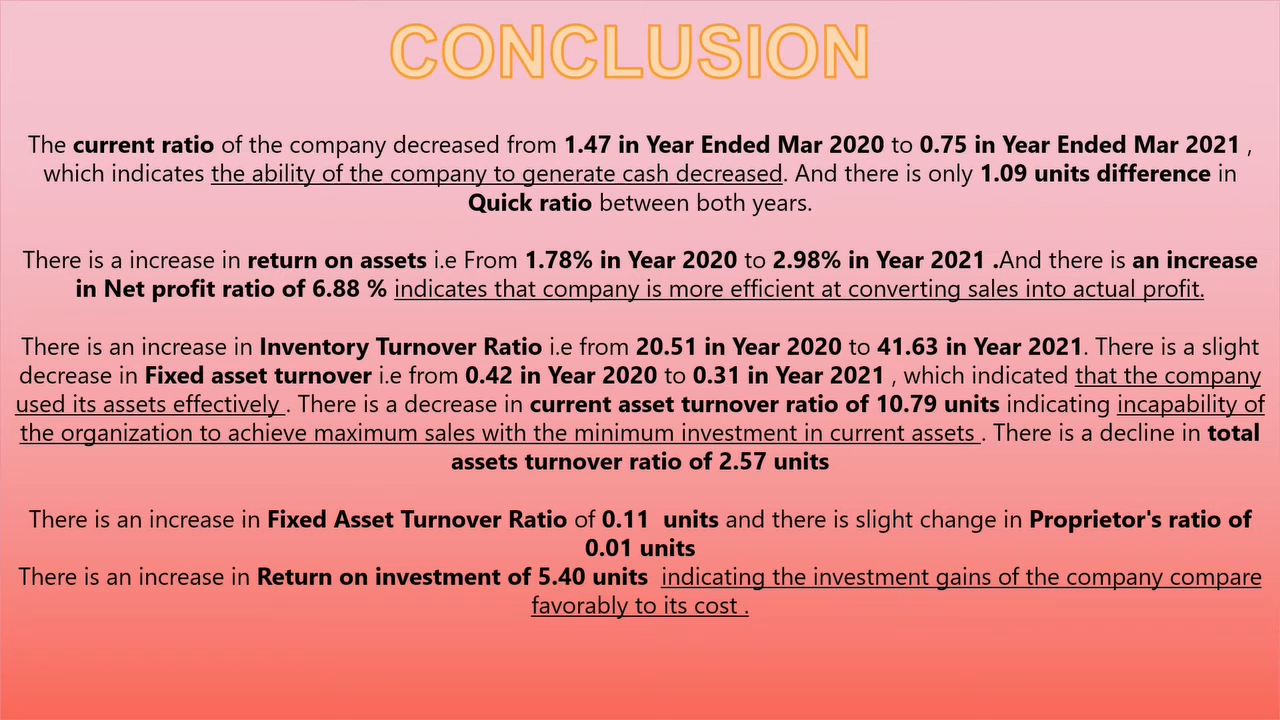 CONCLUSION
The current ratio of the company decreased from 1.47 in Year Ended Mar 2020 to 0.75 in Year Ended Mar 2021 ,
which indicates the ability of the company to generate cash decreased. And there is only 1.09 units difference in
Quick ratio between both years.
There is a increase in return on assets i.e From 1.78% in Year 2020 to 2.98% in Year 2021 .And there is an increase
in Net profit ratio of 6.88 % indicates that company is more efficient at converting sales into actual profit.
There is an increase in Inventory Turnover Ratio i.e from 20.51 in Year 2020 to 41.63 in Year 2021. There is a slight
decrease in Fixed asset turnover i.e from 0.42 in Year 2020 to 0.31 in Year 2021 , which indicated that the company
used its assets effectively . There is a decrease in current asset turnover ratio of 10.79 units indicating incapability of
the organization to achieve maximum sales with the minimum investment in current assets . There is a decline in total
assets turnover ratio of 2.57 units
There is an increase in Fixed Asset Turnover Ratio of 0.11 units and there is slight change in Proprietor's ratio of
0.01 units
There is an increase in Return on investment of 5.40 units indicating the investment gains of the company compare
favorably to its cost .